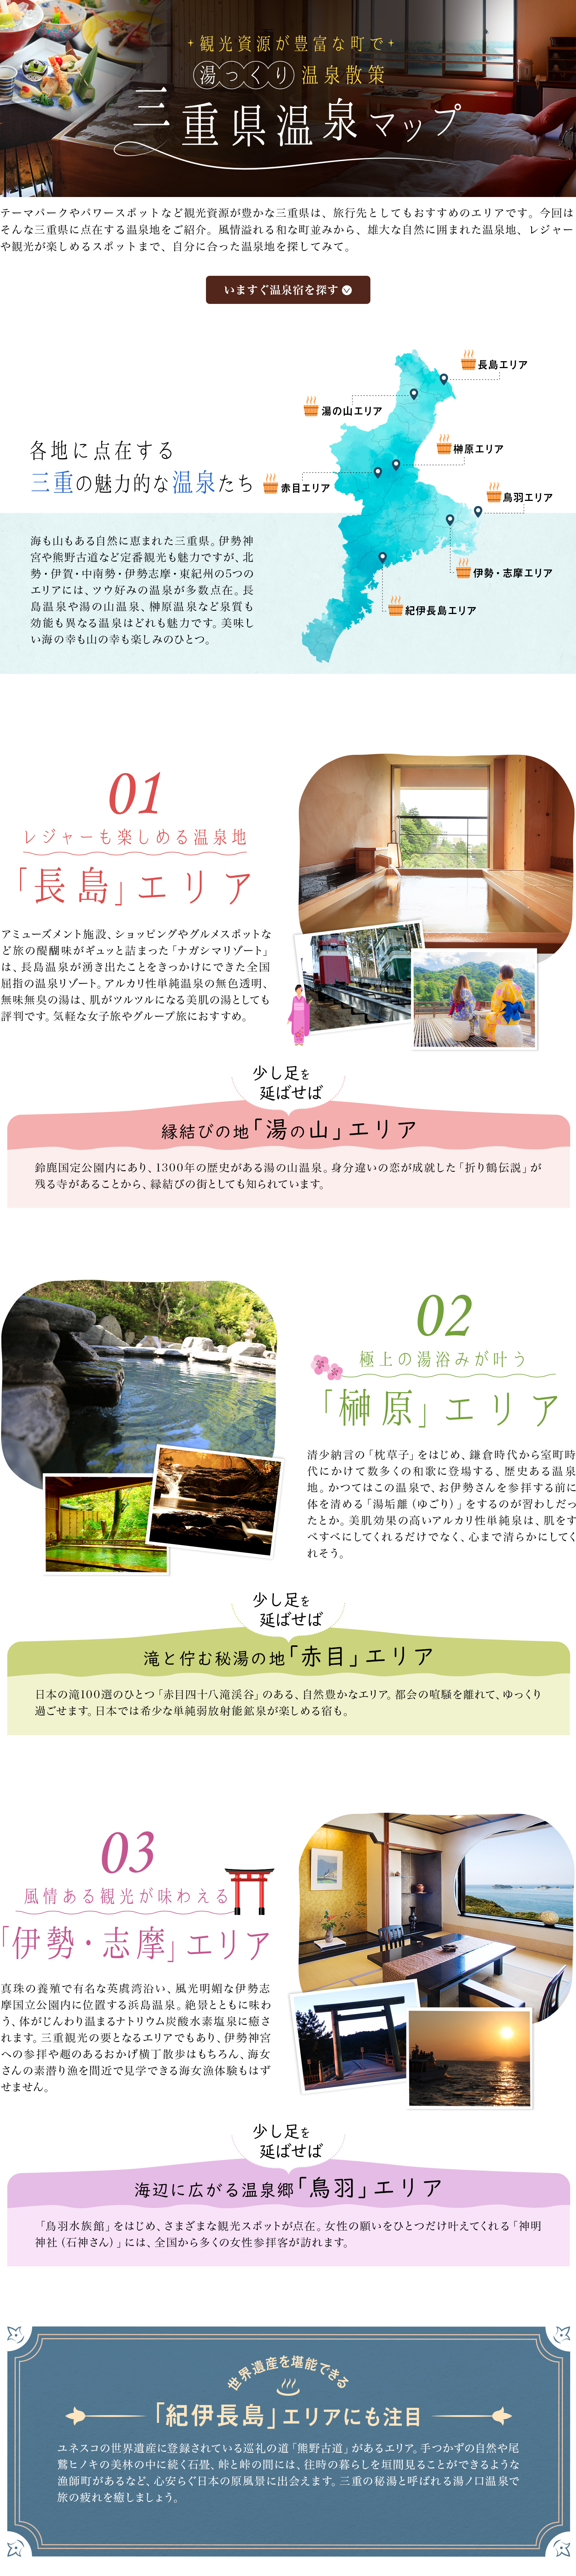 観光資源が豊富な町で
湯っくり温泉散策
三重県温泉マップ
テーマパークやパワースポットなど観光資源が豊かな三重県は、旅行先としてもおすすめのエリアです。今回は
そんな三重県に点在する温泉地をご紹介。風情溢れる和な町並みから、雄大な自然に囲まれた温泉地、レジャー
や観光が楽しめるスポットまで、自分に合った温泉地を探してみて。
いますぐ温泉宿を探す
長島エリア
湯の山エリア
榊原エリア
赤目エリア
鳥羽エリア
伊勢・志摩エリア
紀伊長島エリア
各地に点在する
三重の魅力的な温泉たち
海も山もある自然に恵まれた三重県。伊勢神
宮や熊野古道など定番観光も魅力ですが、北
勢・伊賀・中南勢・伊勢志摩・東紀州の5つの
エリアには、ツウ好みの温泉が多数点在。長
島温泉や湯の山温泉、榊原温泉など泉質も
効能も異なる温泉はどれも魅力です。美味し
い海の幸も山の幸も楽しみのひとつ。
01
レジャーも楽しめる温泉地
「長島」エリア
アミューズメント施設、ショッピングやグルメスポットな
ど旅の醍醐味がギュッと詰まった「ナガシマリゾート」
は、長島温泉が湧き出たことをきっかけにできた全国
屈指の温泉リゾート。アルカリ性単純温泉の無色透明、
無味無臭の湯は、肌がツルツルになる美肌の湯としても
評判です。気軽な女子旅やグループ旅におすすめ。
少し足を
延ばせば
縁結びの地「湯の山」エリア
鈴鹿国定公園内にあり、1300年の歴史がある湯の山温泉。身分違いの恋が成就した「折り鶴伝説」が
残る寺があることから、縁結びの街としても知られています。
02
極上の湯浴みが叶う
「榊原」エリア
清少納言の「枕草子」をはじめ、鎌倉時代から室町時
代にかけて数多くの和歌に登場する、歴史ある温泉
地。かつてはこの温泉で、お伊勢さんを参拝する前に
体を清める「湯垢離（ゆごり）」をするのが習わしだっ
たとか。美肌効果の高いアルカリ性単純泉は、肌をす
べすべにしてくれるだけでなく、心まで清らかにしてく
れそう。
少し足を
延ばせば
滝と佇む秘湯の地「赤目」エリア
日本の滝100選のひとつ「赤目四十八滝渓谷」のある、自然豊かなエリア。都会の喧騒を離れて、ゆっくり
過ごせます。日本では希少な単純弱放射能鉱泉が楽しめる宿も。
03
風情ある観光が味わえる
「伊勢・志摩」エリア
真珠の養殖で有名な英虞湾沿い、風光明媚な伊勢志
摩国立公園内に位置する浜島温泉。絶景とともに味わ
う、体がじんわり温まるナトリウム炭酸水素塩泉に癒さ
れます。三重観光の要となるエリアでもあり、伊勢神宮
への参拝や趣のあるおかげ横丁散歩はもちろん、海女
さんの素潜り漁を間近で見学できる海女漁体験もはず
せません。
少し足を
延ばせば
海辺に広がる温泉郷「鳥羽」エリア
「鳥羽水族館」をはじめ、さまざまな観光スポットが点在。女性の願いをひとつだけ叶えてくれる「神明
神社（石神さん）」には、全国から多くの女性参拝客が訪れます。
世界遺産を堪能できる
「紀伊長島」エリアにも注目
ユネスコの世界遺産に登録されている巡礼の道「熊野古道」があるエリア。手つかずの自然や尾
鷲ヒノキの美林の中に続く石畳、峠と峠の間には、往時の暮らしを垣間見ることができるような
漁師町があるなど、心安らぐ日本の原風景に出会えます。三重の秘湯と呼ばれる湯ノ口温泉で
旅の疲れを癒しましょう。